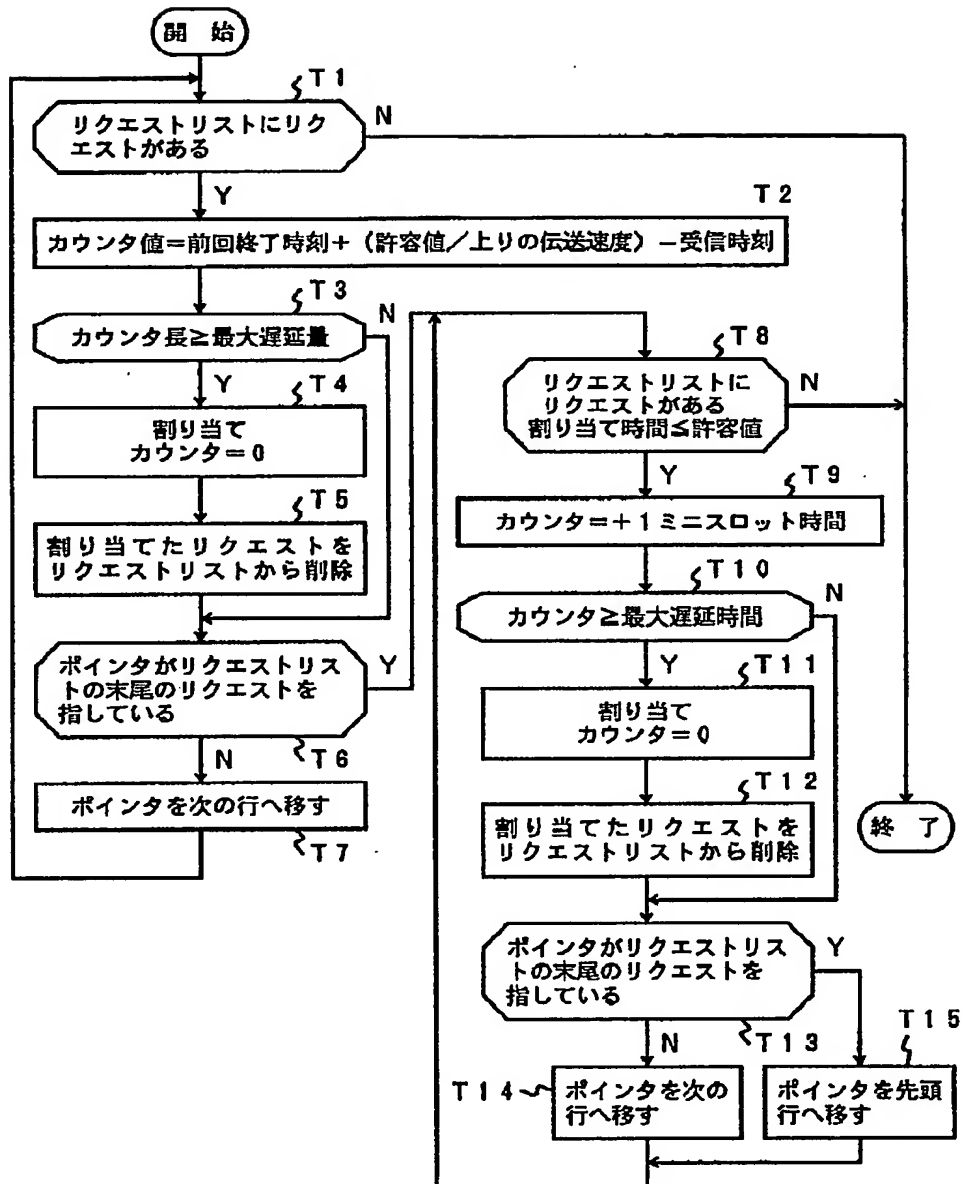 開 始
T1
リクエストリストにリク
エストがある
N
Y
T2
カウンタ値=前回終了時刻+(許容値/上りの伝送速度)-受信時刻
T3
カウンタ長≧最大遅延量
N
Y
T4
割り当て
カウンタ=0
T5
割り当てたリクエストを
リクエストリストから削除
ポインタがリクエストリス
トの末尾のリクエストを
指している
Y
T6
N
ポインタを次の行へ移す
T7
T8
リクエストリストに
リクエストがある
割り当て時間≦許容値
N
Y
T9
カウンタ=+1ミニスロット時間
T10
カウンタ≧最大遅延時間
N
Y
T11
割り当て
カウンタ=0
T12
割り当てたリクエストを
リクエストリストから削除
終 了
ポインタがリクエストリス
トの末尾のリクエストを
指している
Y
T13
N
T14
ポインタを次の
行へ移す
T15
ポインタを先頭
行へ移す